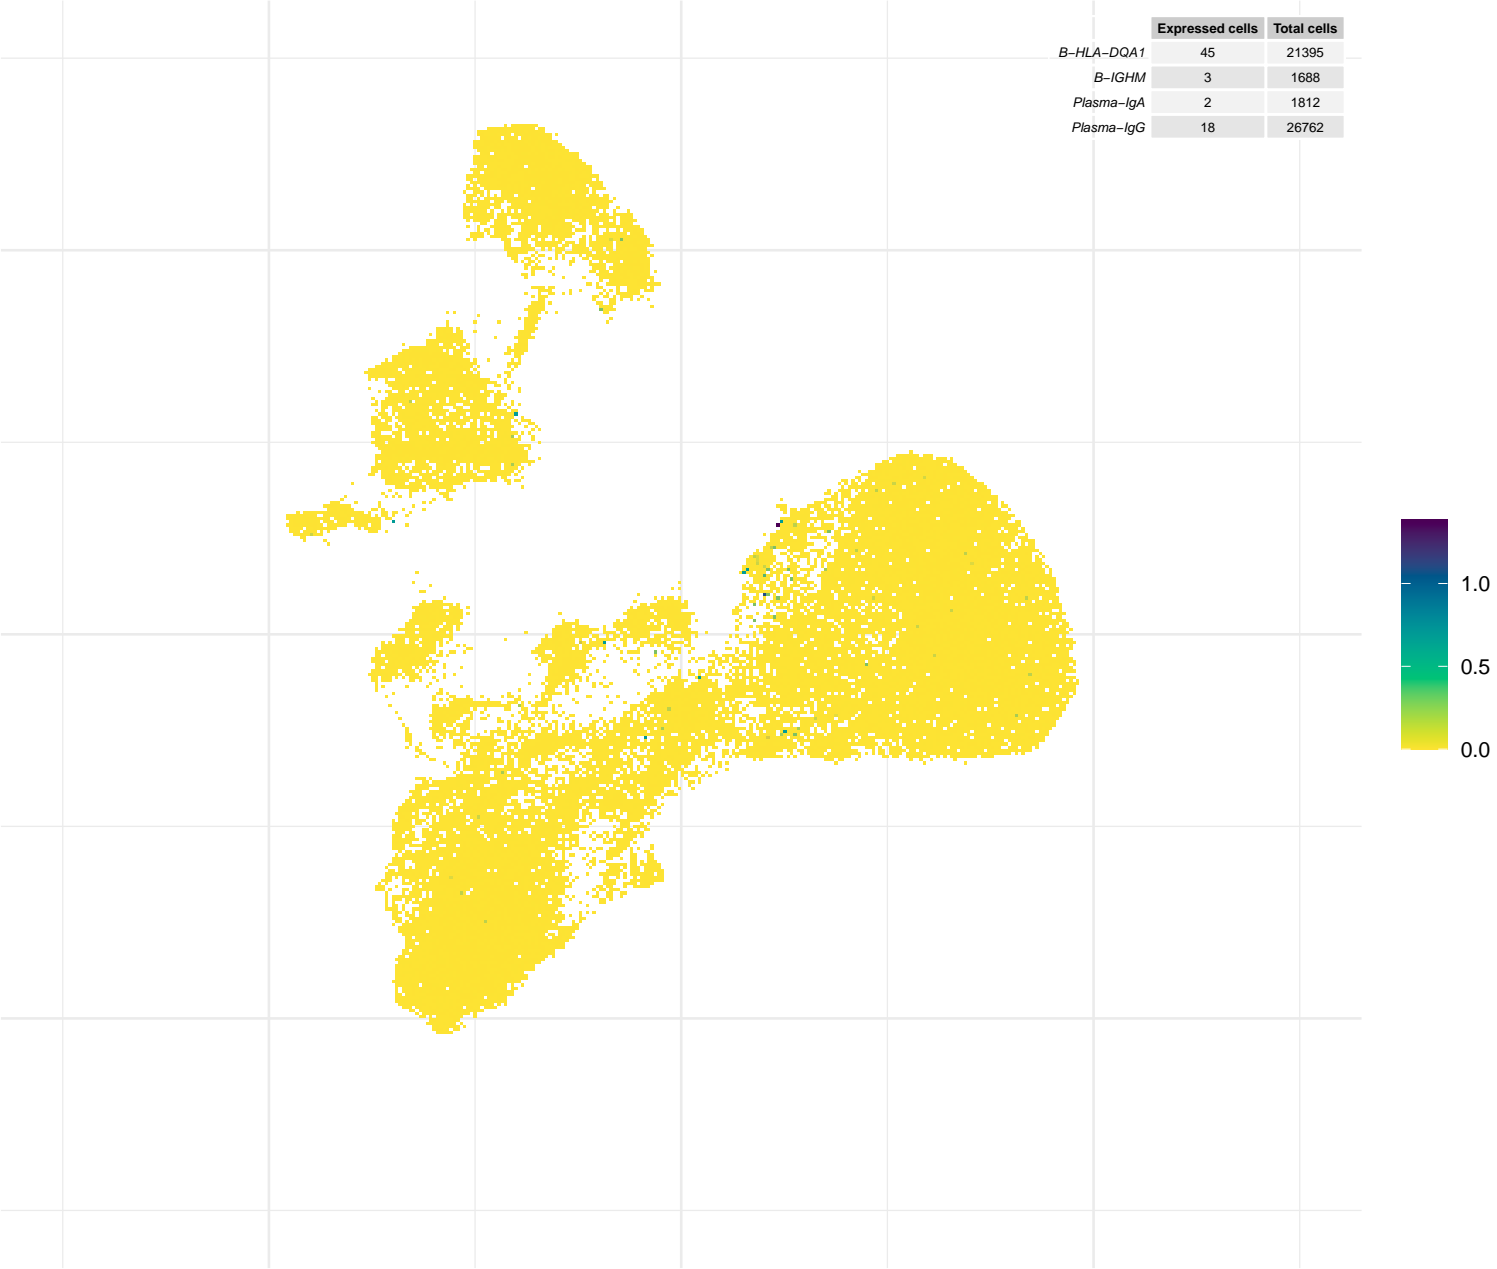 Expressed cells Total cells
B−HLA−DQA1 45 21395
B−IGHM 3 1688
Plasma−IgA 2 1812
Plasma−IgG 18 26762
1.0
0.5
0.0